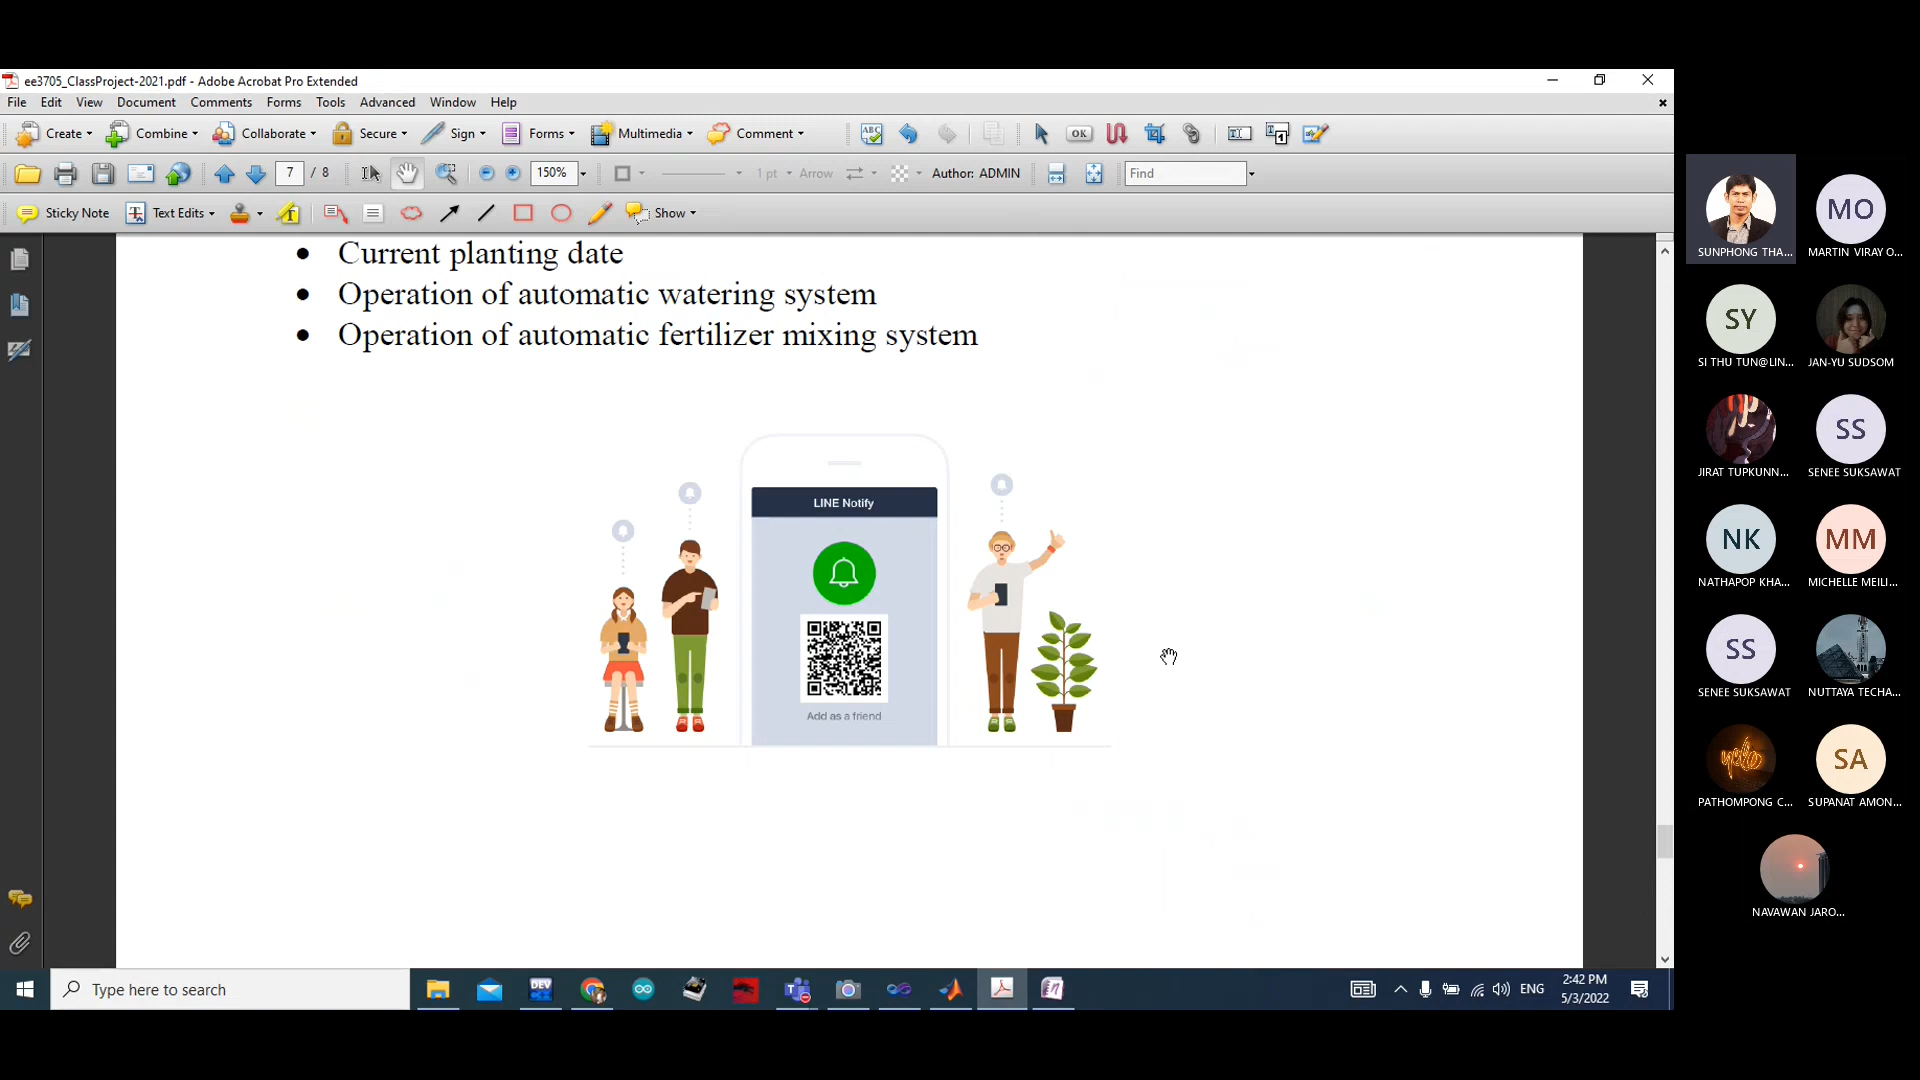 ee3705_ClassProject-2021.pdf - Adobe Acrobat Pro Extended
File Edit View Document Comments Forms Tools Advanced Window Help
Create Combine Collaborate Secure Sign Forms Multimedia Comment
7 / 8 150% 1 pt Arrow Author: ADMIN Find
Sticky Note Text Edits Show
• Current planting date
• Operation of automatic watering system
• Operation of automatic fertilizer mixing system
LINE Notify
Add as a friend
Type here to search
DEV
ENG
2:42 PM
5/3/2022
SUNPHONG THA...
MO
MARTIN VIRAY O...
SY
SI THU TUN@LIN...
JAN-YU SUDSOM
JIRAT TUPKUNN...
SS
SENEE SUKSAWAT
NK
NATHAPOP KHA...
MM
MICHELLE MEILI...
SS
SENEE SUKSAWAT
NUTTAYA TECHA...
yolo
PATHOMPONG C...
SA
SUPANAT AMON...
NAVAWAN JARO...